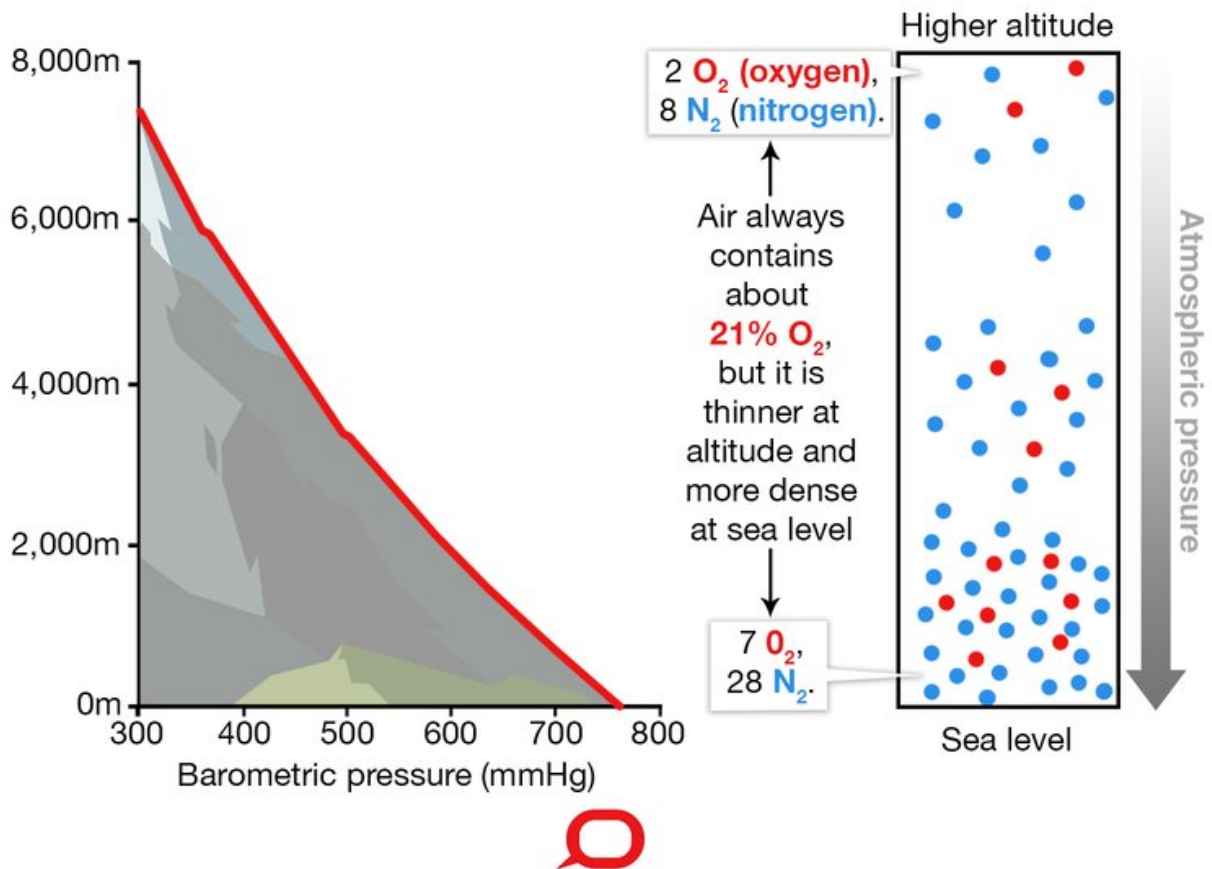 8,000m
6,000m
4,000m
2,000m
0m
300
400
500
600
700
800
Barometric pressure (mmHg)
2 O₂ (oxygen),
8 N₂ (nitrogen).
Air always
contains
about
21% O₂,
but it is
thinner at
altitude and
more dense
at sea level
7 0₂,
28 N₂.
Higher altitude
Sea level
Atmospheric pressure